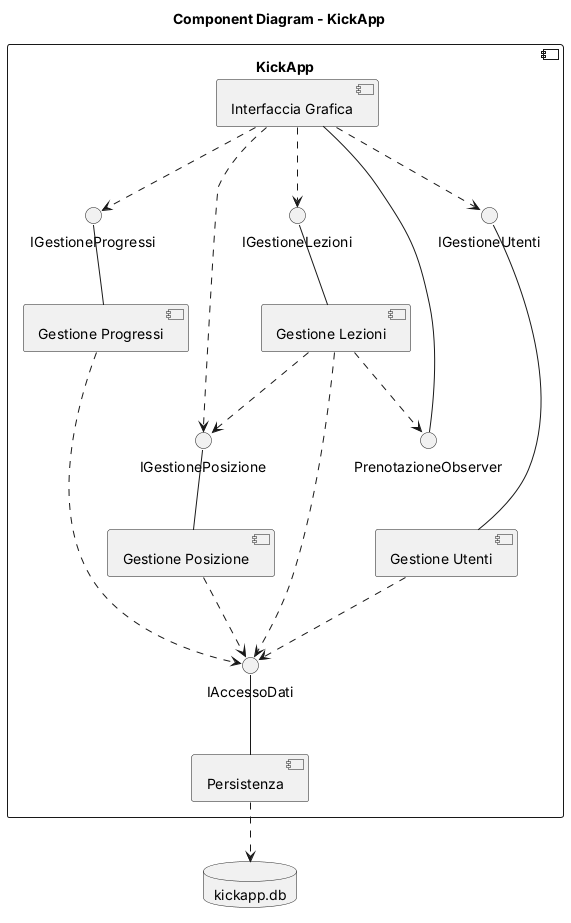 Component Diagram - KickApp
KickApp
Interfaccia Grafica
IGestioneProgressi
IGestioneLezioni
IGestioneUtenti
Gestione Progressi
Gestione Lezioni
IGestionePosizione
PrenotazioneObserver
Gestione Posizione
Gestione Utenti
IAccessoDati
Persistenza
kickapp.db